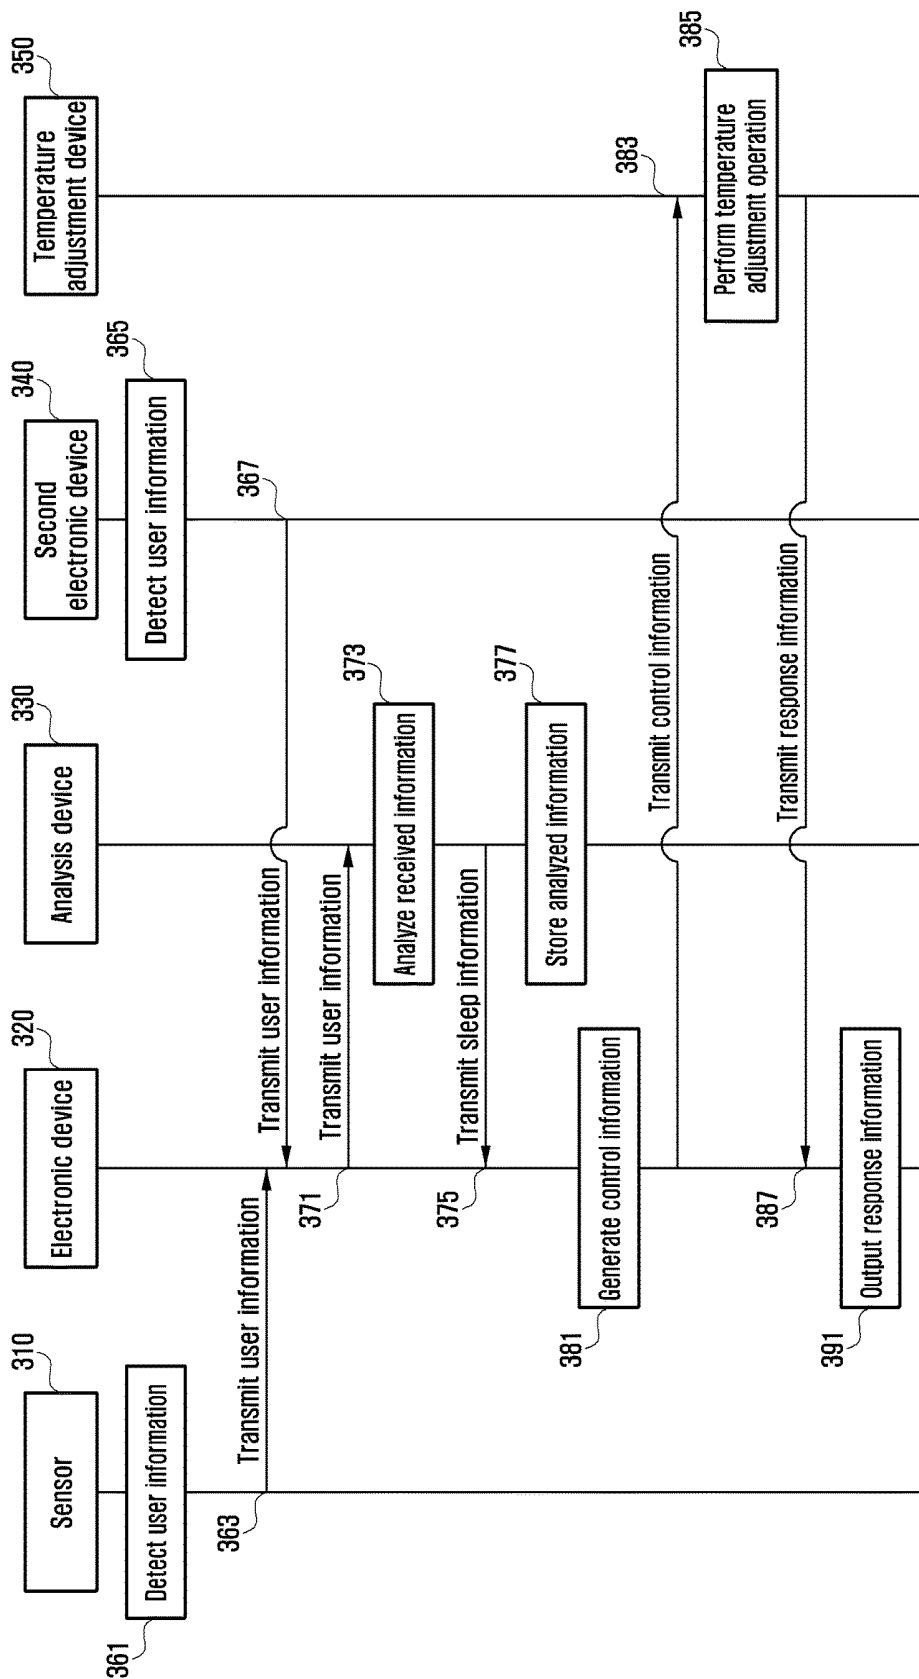 310
Sensor
320
Electronic device
330
Analysis device
340
Second
electronic device
350
Temperature
adjustment device
361
Detect user information
365
Detect user information
363
Transmit user information
367
Transmit user information
371
Transmit user information
373
Analyze received information
375
Transmit sleep information
377
Store analyzed information
381
Generate control information
383
Transmit control information
385
Perform temperature
adjustment operation
387
Transmit response information
391
Output response information